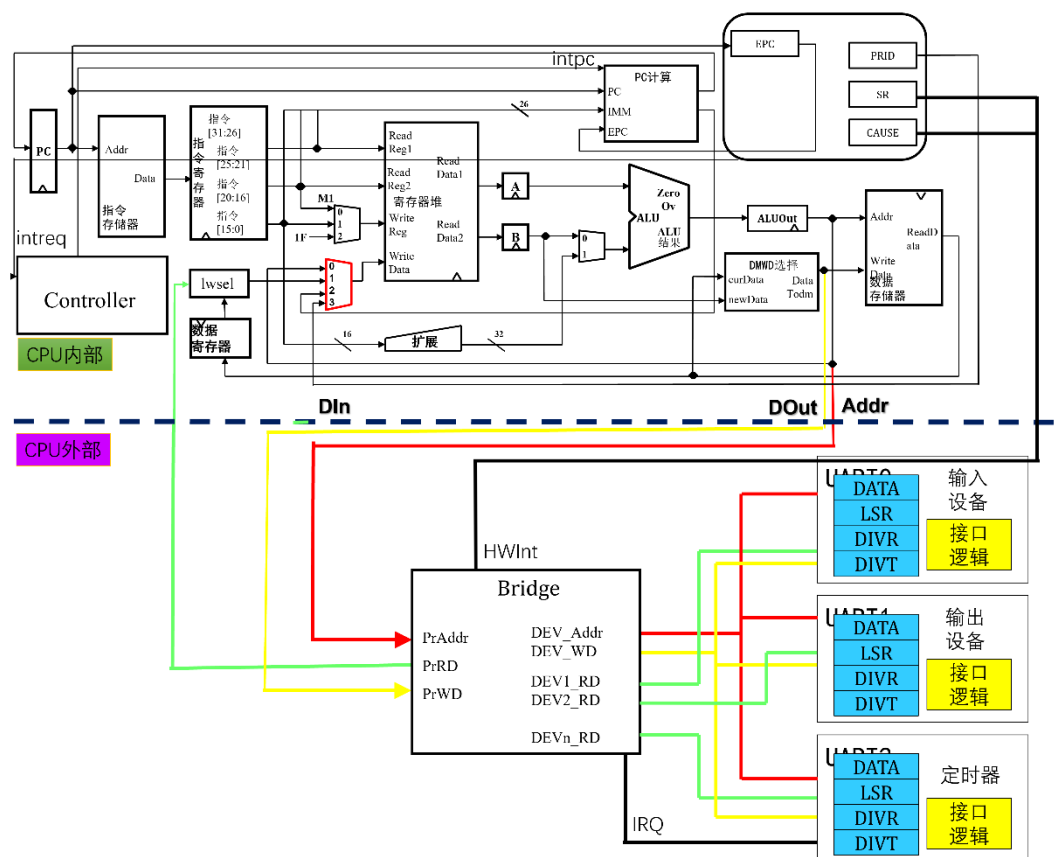 EPC
PRID
SR
CAUSE
intpc
PC计算
PC
IMM
EPC
26
PC
Addr
Data
指令
存储器
指令
寄存器
指令
[31:26]
指令
[25:21]
指令
[20:16]
指令
[15:0]
M1
0
1
2
1F
Read
Reg1
Read
Reg2
Write
Reg
Write
Data
Read
Data1
寄存器堆
Read
Data2
A
B
0
1
Zero
Ov
ALU
ALU
结果
ALUOut
Addr
ReadD
ata
Write
Data
数据
存储器
DMWD选择
curData
newData
Data
Todm
intreq
Controller
lwsel
数据
寄存器
0
1
2
3
16
扩展
32
CPU内部
DIn
DOut
Addr
CPU外部
HWInt
Bridge
PrAddr
PrRD
PrWD
DEV_Addr
DEV_WD
DEV1_RD
DEV2_RD
DEVn_RD
IRQ
DATA
LSR
DIVR
DIVT
输入
设备
接口
逻辑
DATA
LSR
DIVR
DIVT
输出
设备
接口
逻辑
DATA
LSR
DIVR
DIVT
定时器
接口
逻辑